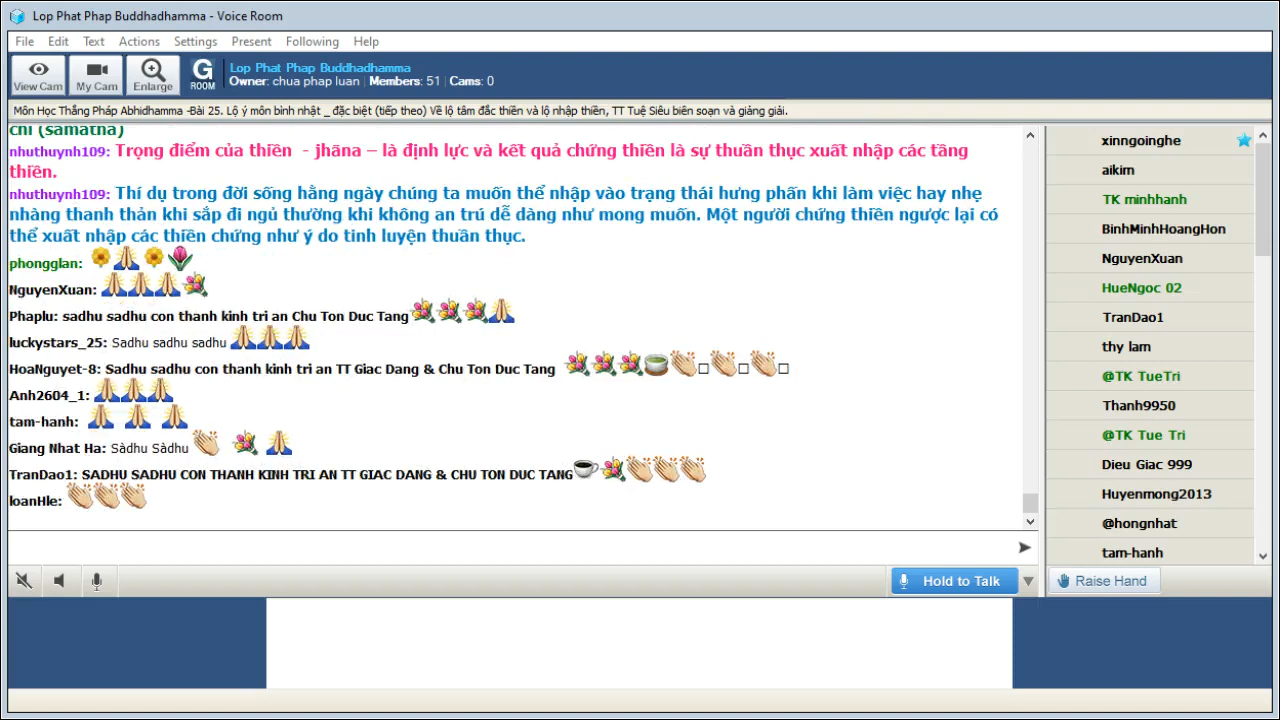 Lop Phat Phap Buddhadhamma - Voice Room
File Edit Text Actions Settings Present Following Help
View Cam My Cam Enlarge G ROOM
Lop Phat Phap Buddhadhamma
Owner: chua phap luan Members: 51 Cams: 0
Môn Học Thắng Pháp Abhidhamma -Bài 25. Lộ ý môn bình nhật _ đặc biệt (tiếp theo) Về lộ tâm đắc thiền và lộ nhập thiền, TT Tuệ Siêu biên soạn và giảng giải.
chỉ (samatha)
nhuthuynh109: Trọng điểm của thiền - jhāna – là định lực và kết quả chứng thiền là sự thuần thục xuất nhập các tầng
thiền.
nhuthuynh109: Thí dụ trong đời sống hằng ngày chúng ta muốn thể nhập vào trạng thái hưng phấn khi làm việc hay nhẹ
nhàng thanh thản khi sắp đi ngủ thường khi không an trú dễ dàng như mong muốn. Một người chứng thiền ngược lại có
thể xuất nhập các thiền chứng như ý do tinh luyện thuần thục.
phongglan:
NguyenXuan:
Phaplu: sadhu sadhu con thanh kinh tri an Chu Ton Duc Tang
luckystars_25: Sadhu sadhu sadhu
HoaNguyet-8: Sadhu sadhu con thanh kinh tri an TT Giac Dang & Chu Ton Duc Tang
Anh2604_1:
tam-hanh:
Giang Nhat Ha: Sàdhu Sàdhu
TranDao1: SADHU SADHU CON THANH KINH TRI AN TT GIAC DANG & CHU TON DUC TANG
loanHle:
Hold to Talk
xinngoinghe
aikim
TK minhhanh
BinhMinhHoangHon
NguyenXuan
HueNgoc 02
TranDao1
thy lam
@TK TueTri
Thanh9950
@TK Tue Tri
Dieu Giac 999
Huyenmong2013
@hongnhat
tam-hanh
Raise Hand